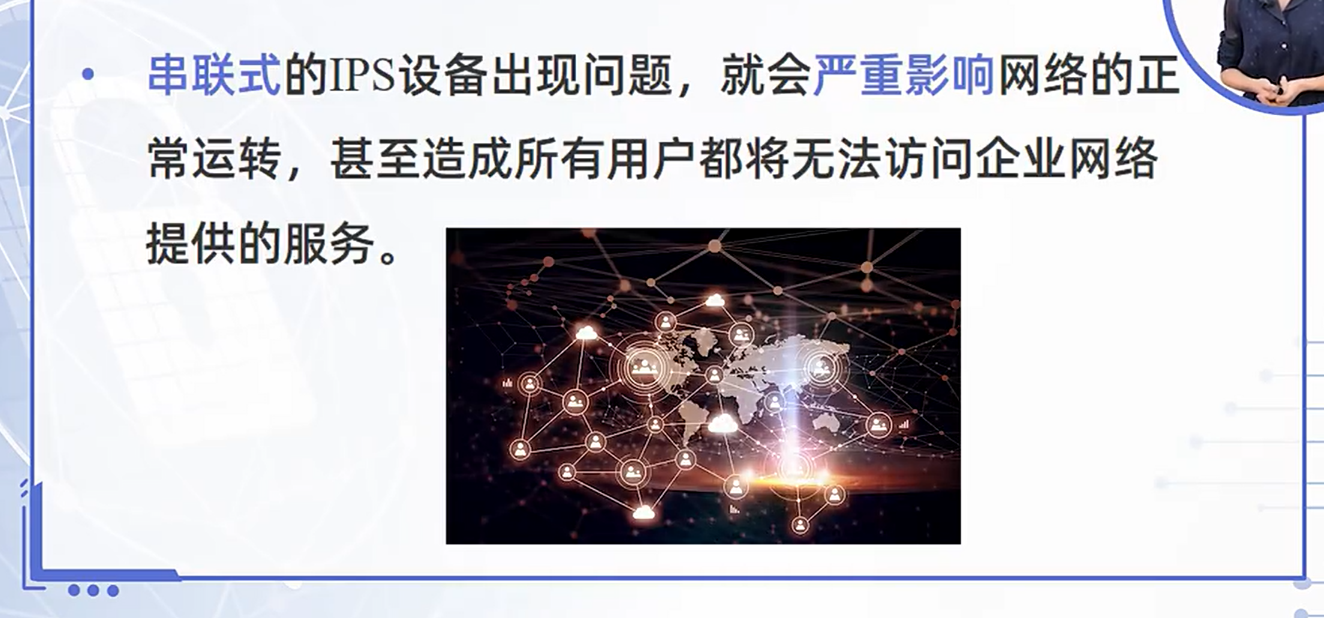 串联式的IPS设备出现问题，就会严重影响网络的正
常运转，甚至造成所有用户都将无法访问企业网络
提供的服务。